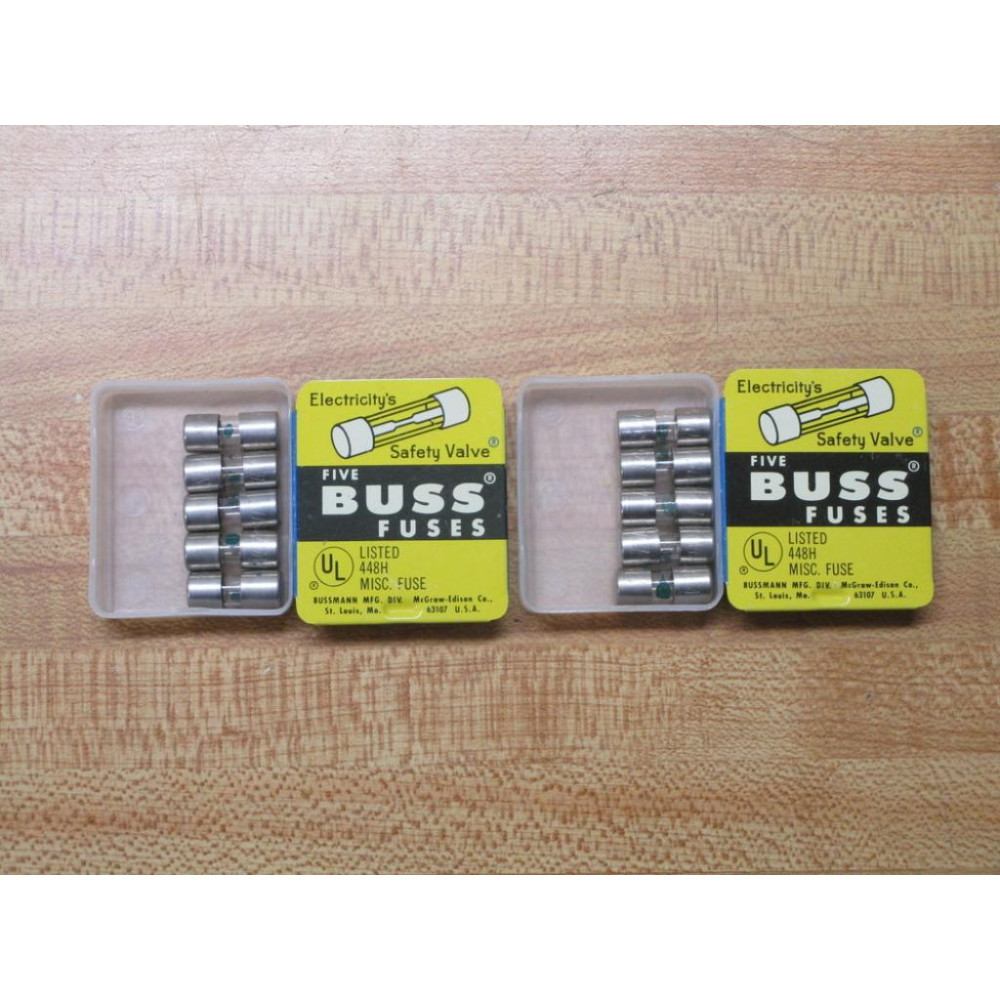 Electricity's
Safety Valve®
FIVE
BUSS®
FUSES
UL
®
LISTED
448H
MISC. FUSE
BUSSMANN MFG. DIV. McGraw-Edison Co.,
St. Louis, Mo. 63107 U.S.A.
Electricity's
Safety Valve®
FIVE
BUSS®
FUSES
UL
®
LISTED
448H
MISC. FUSE
BUSSMANN MFG. DIV. McGraw-Edison Co.,
St. Louis, Mo. 63107 U.S.A.